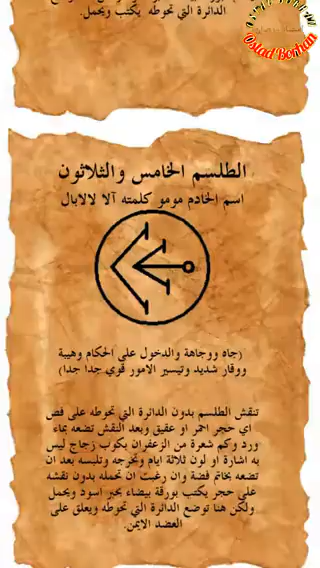 الدائرة التي تحوطه يكتب ويحمل.
Ostad Borhan
الطلسم الخامس والثلاثون
اسم الخادم مومو كلمته آلا لالابال
(جاه ووجاهة والدخول على الحكام وهيبة
ووقار شديد وتيسير الامور قوي جدا جدا)
تنقش الطلسم بدون الدائرة التي تحوطه على فص
اي حجر احمر او عقيق وبعد النقش تضعه بماء
ورد وكم شعرة من الزعفران بكوب زجاج ليس
به اشارة او لون ثلاثة ايام وتخرجه وتلبسه بعد ان
تضعه بخاتم فضة وان رغبت ان تحمله بدون نقشه
على حجر يكتب بورقة بيضاء بحبر اسود ويحمل
ولكن هنا توضع الدائرة التي تحوطه ويعلق على
العضد الايمن.